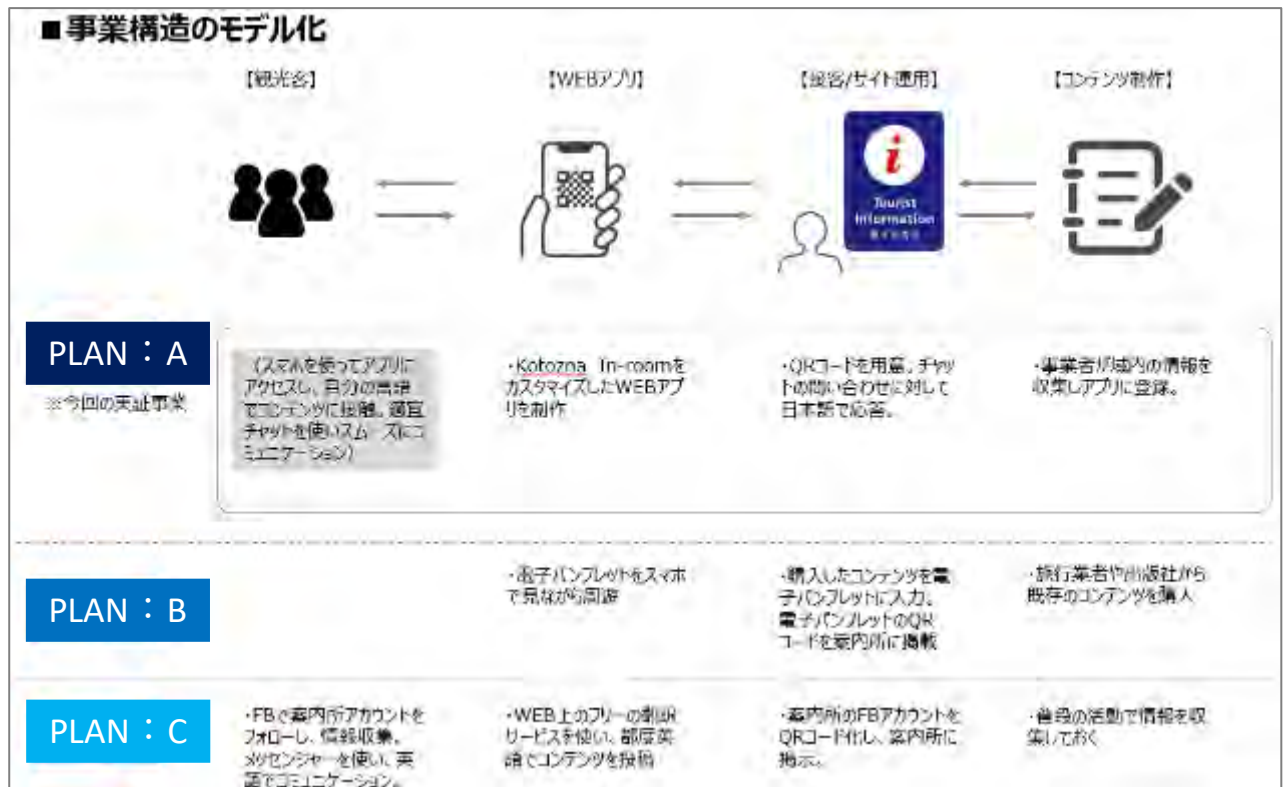 ■事業構造のモデル化
【観光客】
【WEBアプリ】
【接客/サイト運用】
【コンテンツ制作】
i
Tourist
Information
PLAN：A
※今回の実証事業
（スマホを使ってアプリに
アクセスし、自分の言語
でコンテンツに接触。適宜
チャットを使いスムーズにコ
ミュニケーション）
・Kotozna In-roomを
カスタマイズしたWEBアプ
リを制作
・QRコードを用意。チャッ
トの問い合わせに対して
日本語で応答。
・事業者が域内の情報を
収集しアプリに登録。
PLAN：B
・電子パンフレットをスマホ
で見ながら周遊
・購入したコンテンツを電
子パンフレットに入力。
電子パンフレットのQR
コードを案内所に掲載
・旅行業者や出版社から
既存のコンテンツを購入
PLAN：C
・FBで案内所アカウントを
フォローし、情報収集。
メッセンジャーを使い、英
語でコミュニケーション。
・WEB上のフリーの翻訳
サービスを使い、都度英
語でコンテンツを投稿
・案内所のFBアカウントを
QRコード化し、案内所に
掲示。
・普段の活動で情報を収
集しておく